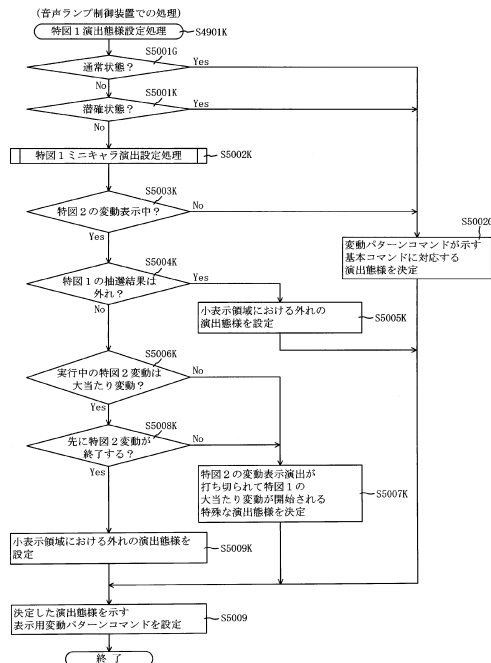 (音声ランプ制御装置での処理)
特図1演出態様設定処理
S4901K
S5001G
通常状態?
Yes
No
S5001K
潜確状態?
Yes
No
特図1ミニキャラ演出設定処理
S5002K
S5003K
特図2の変動表示中?
No
Yes
S5002G
変動パターンコマンドが示す
基本コマンドに対応する
演出態様を決定
S5004K
特図1の抽選結果は
外れ?
Yes
No
小表示領域における外れの
演出態様を設定
S5005K
S5006K
実行中の特図2変動は
大当たり変動?
No
Yes
S5008K
先に特図2変動が
終了する?
No
Yes
特図2の変動表示演出が
打ち切られて特図1の
大当たり変動が開始される
特殊な演出態様を決定
S5007K
小表示領域における外れの演出態様を
設定
S5009K
決定した演出態様を示す
表示用変動パターンコマンドを設定
S5009
終了